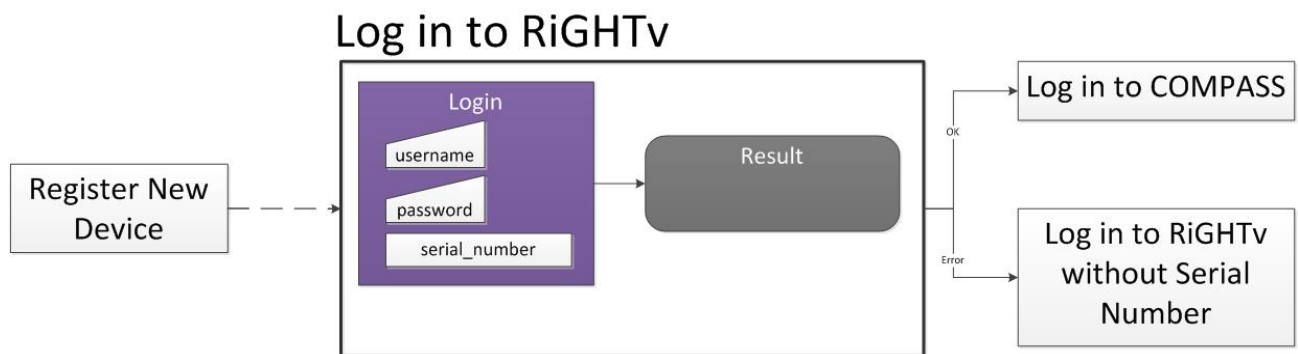 Log in to RiGHTv
Register New
Device
Login
username
password
serial_number
Result
OK
Error
Log in to COMPASS
Log in to RiGHTv
without Serial
Number